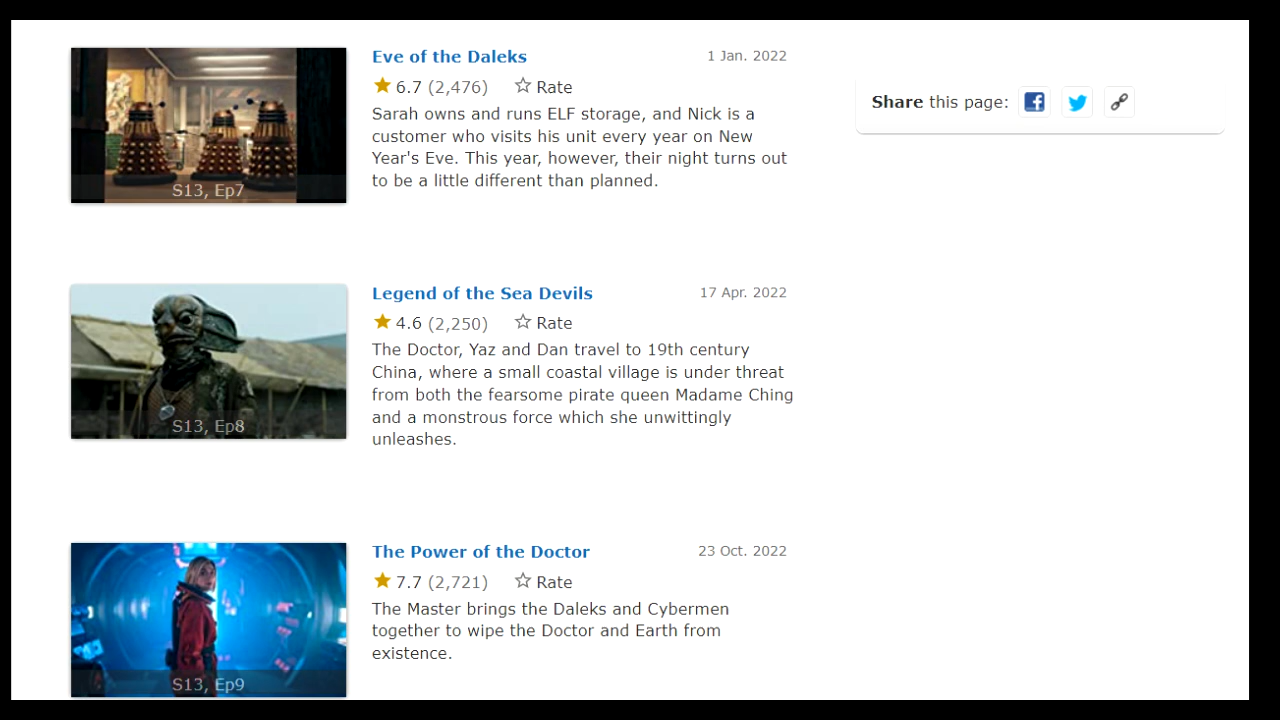 Eve of the Daleks 1 Jan. 2022
6.7 (2,476) Rate
Sarah owns and runs ELF storage, and Nick is a
customer who visits his unit every year on New
Year's Eve. This year, however, their night turns out
to be a little different than planned.
S13, Ep7
Share this page:
Legend of the Sea Devils 17 Apr. 2022
4.6 (2,250) Rate
The Doctor, Yaz and Dan travel to 19th century
China, where a small coastal village is under threat
from both the fearsome pirate queen Madame Ching
and a monstrous force which she unwittingly
unleashes.
S13, Ep8
The Power of the Doctor 23 Oct. 2022
7.7 (2,721) Rate
The Master brings the Daleks and Cybermen
together to wipe the Doctor and Earth from
existence.
S13, Ep9